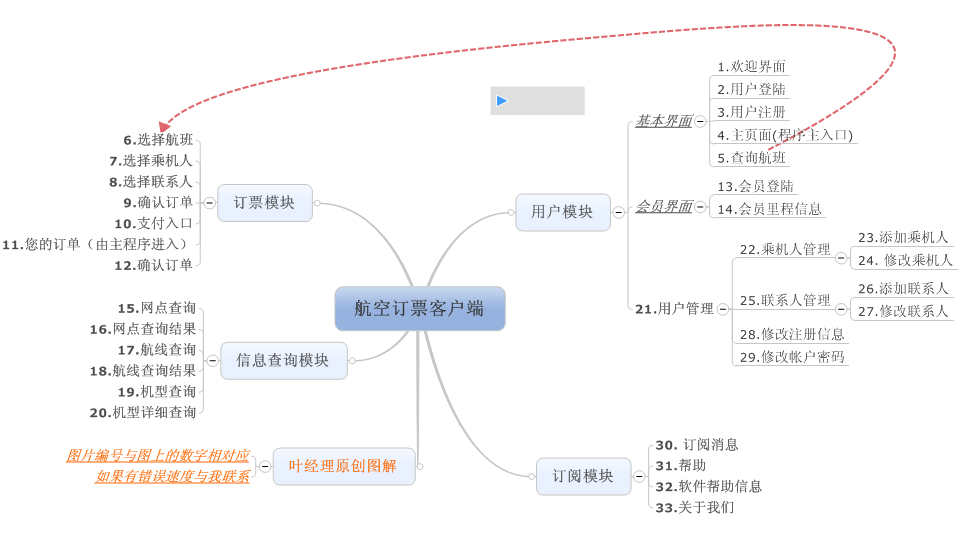 航空订票客户端
订票模块
6.选择航班
7.选择乘机人
8.选择联系人
9.确认订单
10.支付入口
11.您的订单（由主程序进入）
12.确认订单
信息查询模块
15.网点查询
16.网点查询结果
17.航线查询
18.航线查询结果
19.机型查询
20.机型详细查询
叶经理原创图解
图片编号与图上的数字相对应
如果有错误速度与我联系
用户模块
基本界面
1.欢迎界面
2.用户登陆
3.用户注册
4.主页面(程序主入口)
5.查询航班
会员界面
13.会员登陆
14.会员里程信息
21.用户管理
22.乘机人管理
23.添加乘机人
24. 修改乘机人
25.联系人管理
26.添加联系人
27.修改联系人
28.修改注册信息
29.修改帐户密码
订阅模块
30. 订阅消息
31.帮助
32.软件帮助信息
33.关于我们